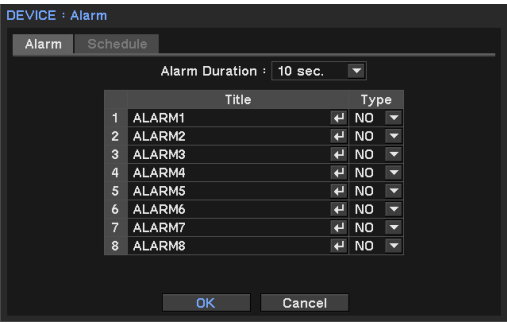 DEVICE : Alarm
Alarm Schedule
Alarm Duration : 10 sec.
Title Type
1 ALARM1 NO
2 ALARM2 NO
3 ALARM3 NO
4 ALARM4 NO
5 ALARM5 NO
6 ALARM6 NO
7 ALARM7 NO
8 ALARM8 NO
OK Cancel